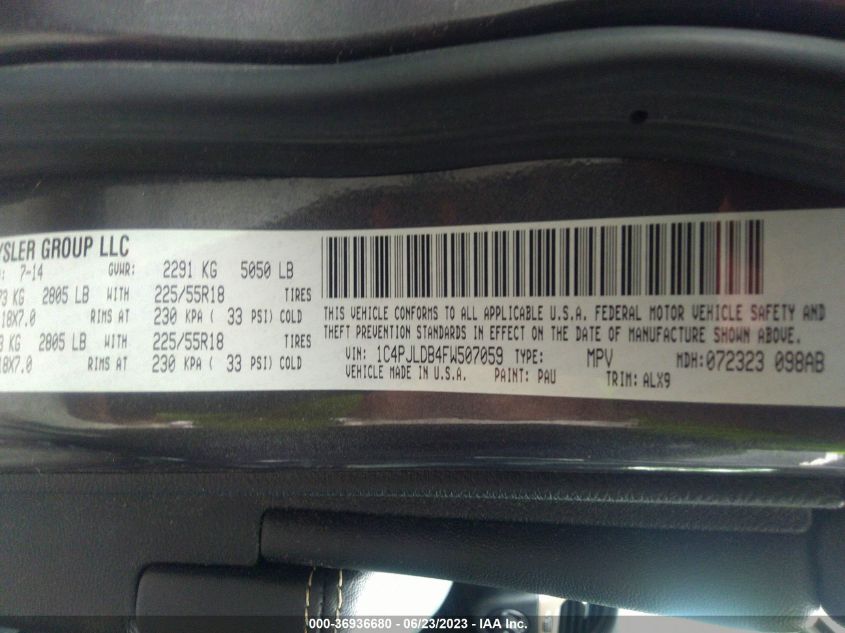 YSLER GROUP LLC
: 7-14 GVWR: 2291 KG 5050 LB
73 KG 2805 LB WITH 225/55R18 TIRES
18X7.0 RIMS AT 230 KPA ( 33 PSI) COLD
3 KG 2805 LB WITH 225/55R18 TIRES
18X7.0 RIMS AT 230 KPA ( 33 PSI) COLD
THIS VEHICLE CONFORMS TO ALL APPLICABLE U.S.A. FEDERAL MOTOR VEHICLE SAFETY AND
THEFT PREVENTION STANDARDS IN EFFECT ON THE DATE OF MANUFACTURE SHOWN ABOVE.
VIN: 1C4PJLDB4FW507059 TYPE: MPV MDH:072323 098AB
VEHICLE MADE IN U.S.A. PAINT: PAU TRIM: ALX9
000-36936680 - 06/23/2023 - IAA Inc.